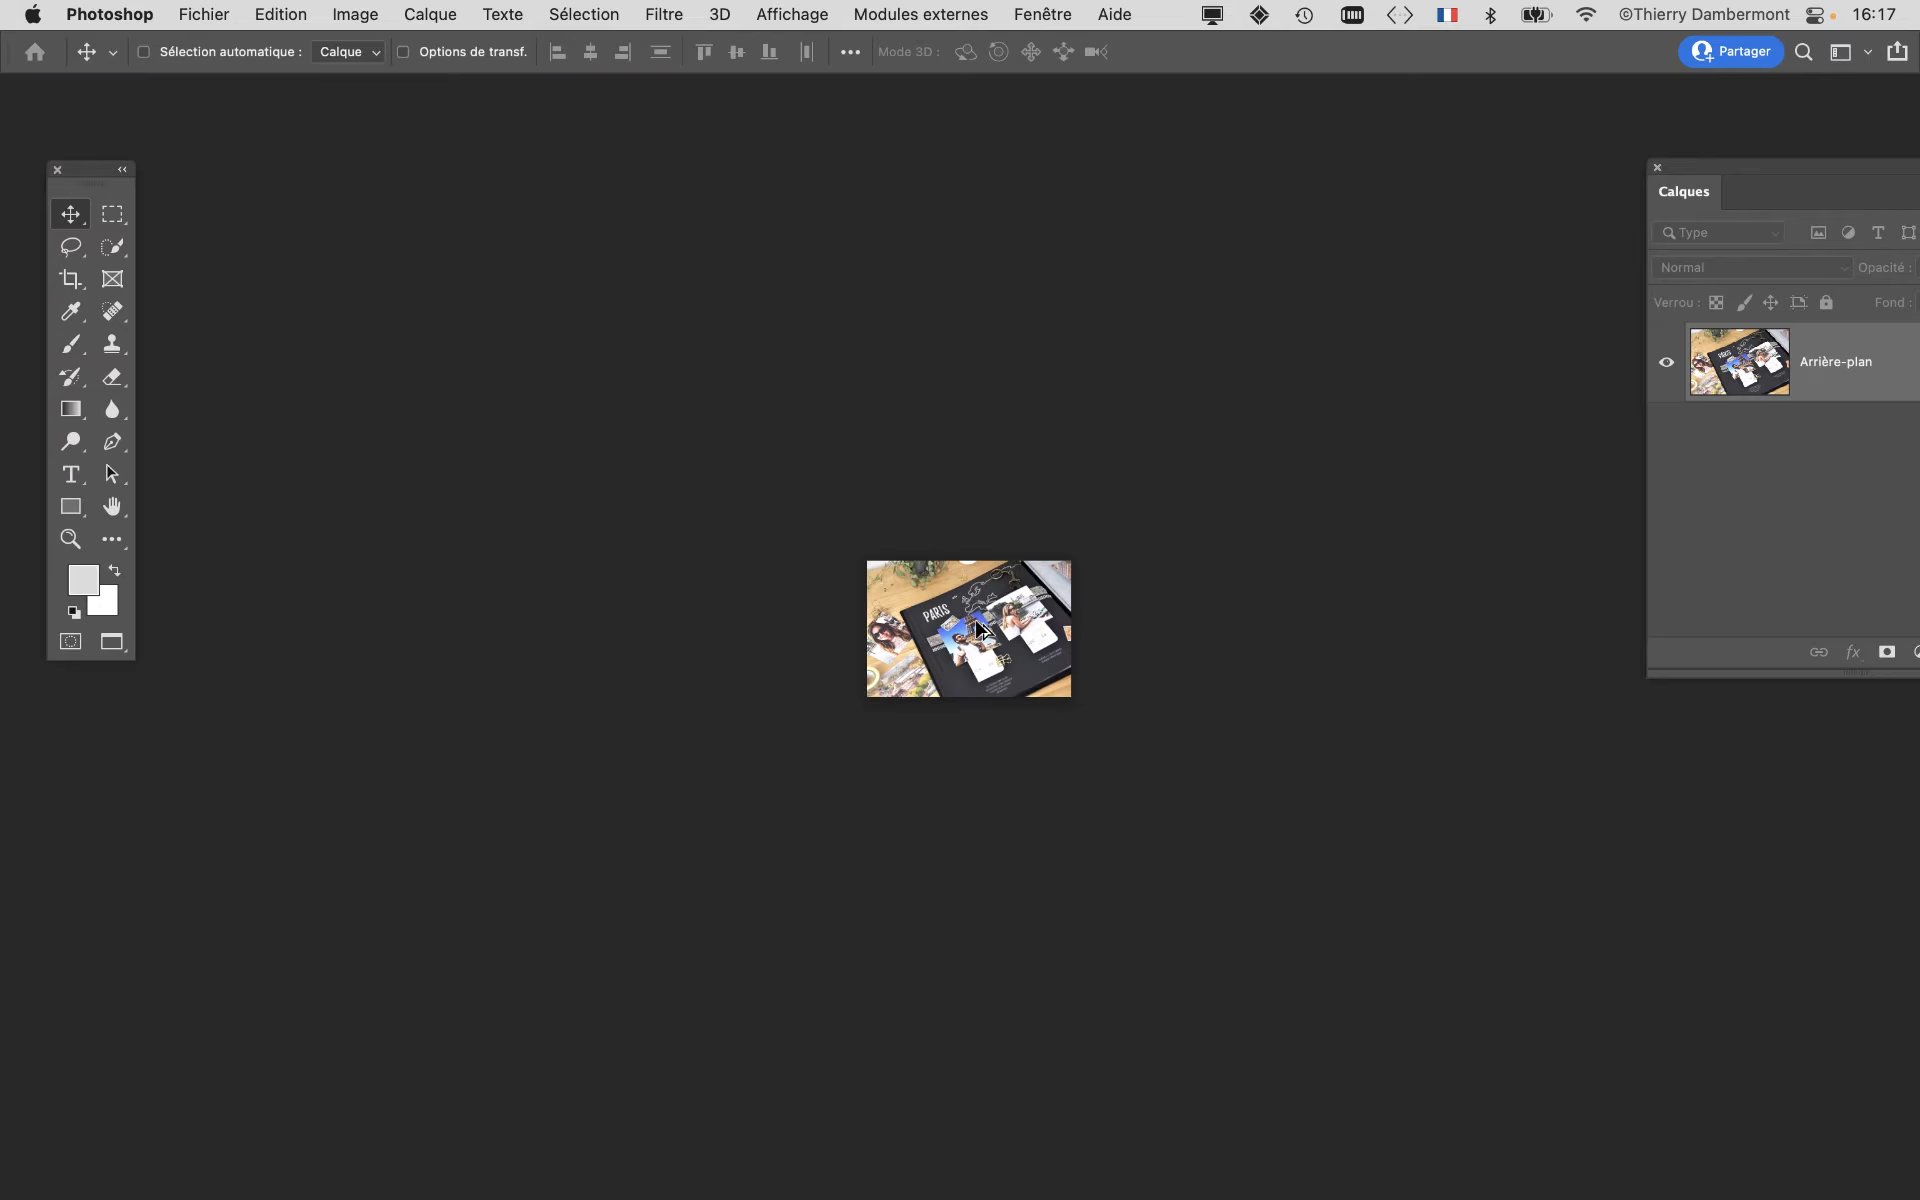 Photoshop Fichier Edition Image Calque Texte Sélection Filtre 3D Affichage Modules externes Fenêtre Aide ©Thierry Dambermont 16:17
Sélection automatique : Calque Options de transf. Mode 3D : Partager
Calques
Type
Normal Opacité :
Verrou : Fond :
Arrière-plan
fx
PARIS